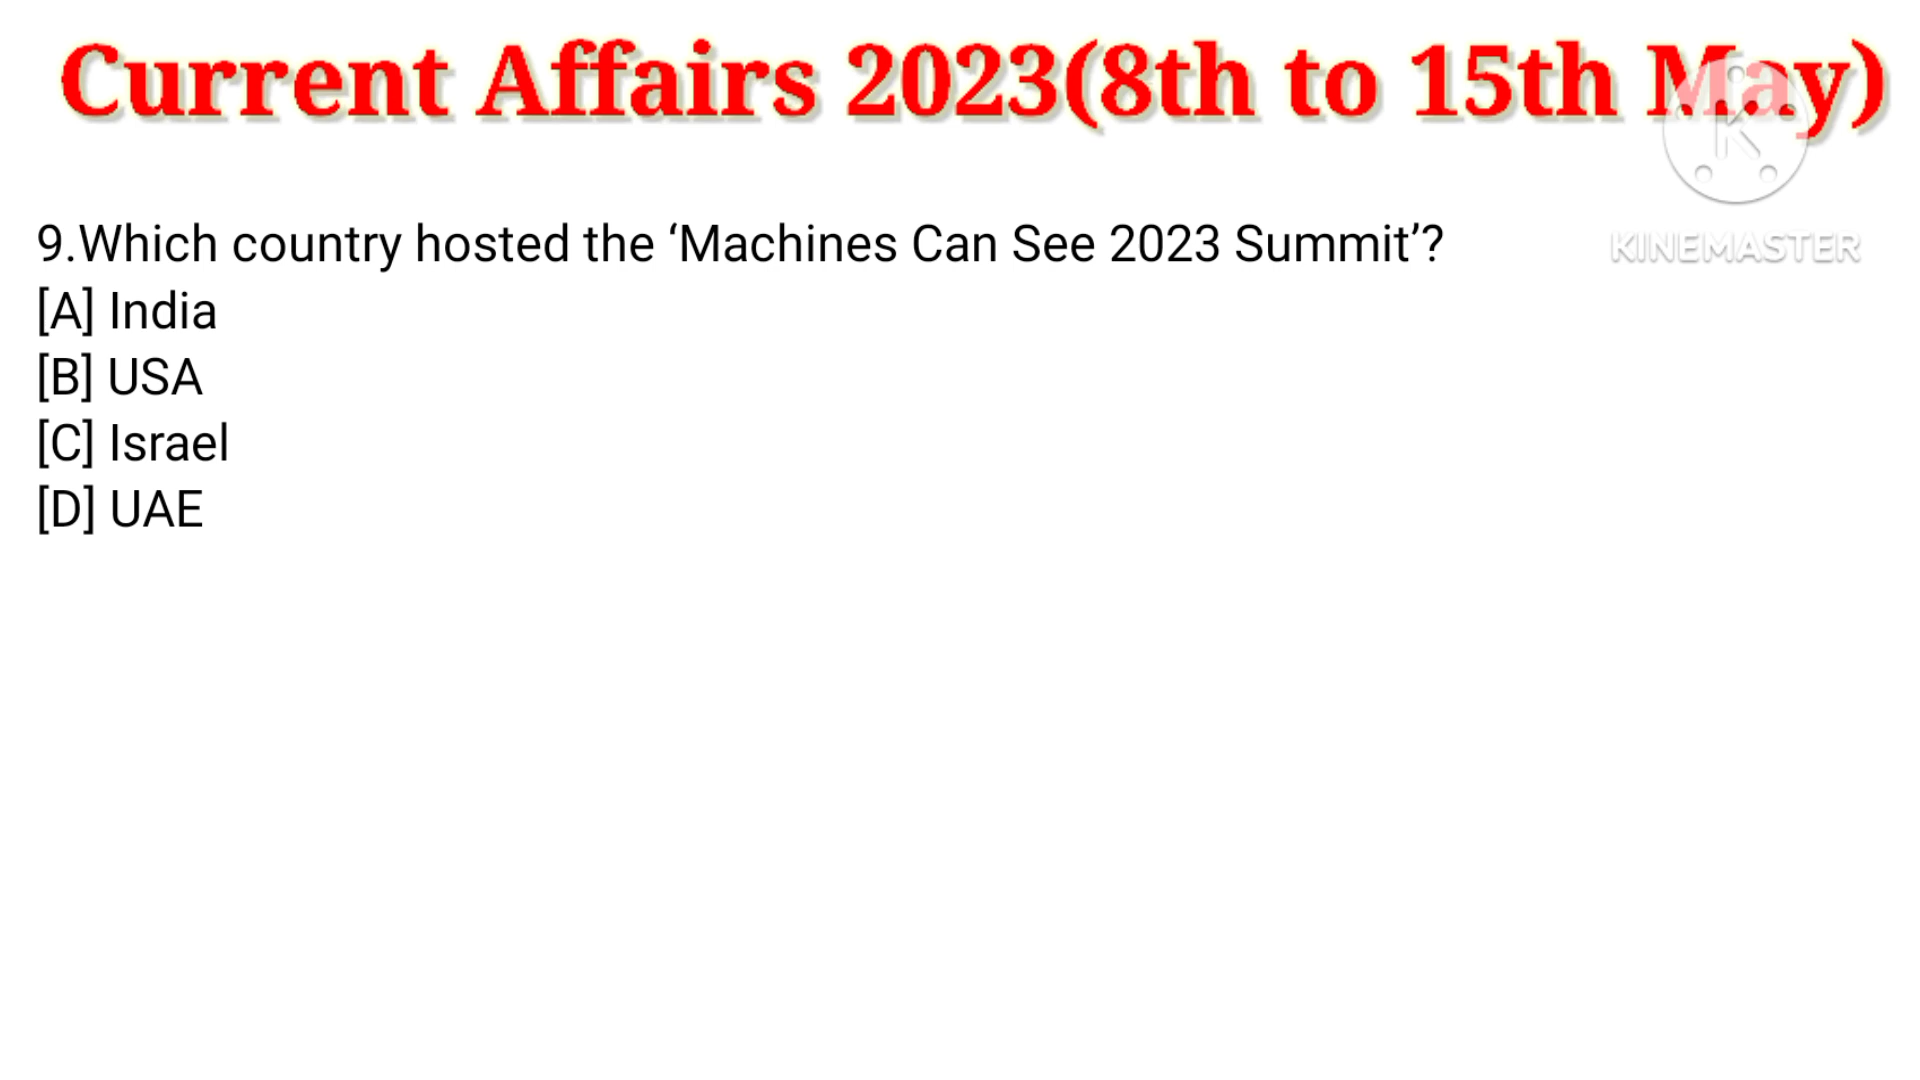 Current Affairs 2023(8th to 15th May)
9.Which country hosted the ‘Machines Can See 2023 Summit’?
KINEMASTER
[A] India
[B] USA
[C] Israel
[D] UAE